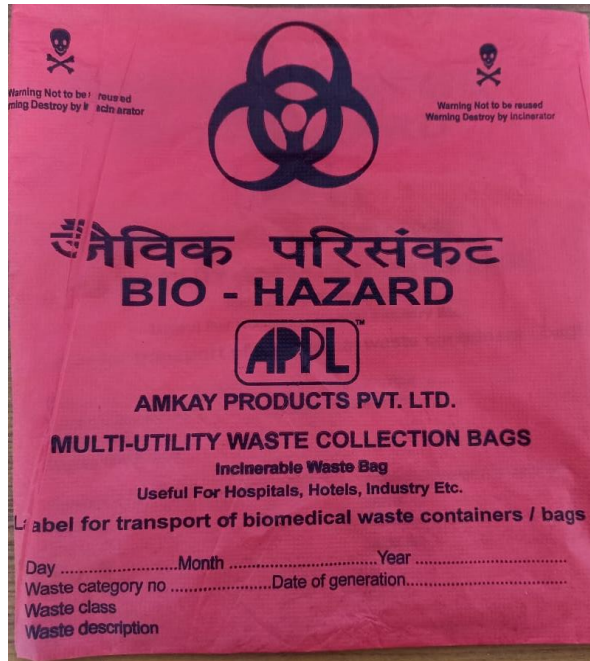 Warning Not to be reused
Warning Destroy by Incinerator
Warning Not to be reused
Warning Destroy by Incinerator
जैविक परिसंकट
BIO - HAZARD
APPL™
AMKAY PRODUCTS PVT. LTD.
MULTI-UTILITY WASTE COLLECTION BAGS
Incinerable Waste Bag
Useful For Hospitals, Hotels, Industry Etc.
Label for transport of biomedical waste containers / bags
Day ........................... Month .................................. Year ...................................
Waste category no ....................... Date of generation.....................................
Waste class
Waste description